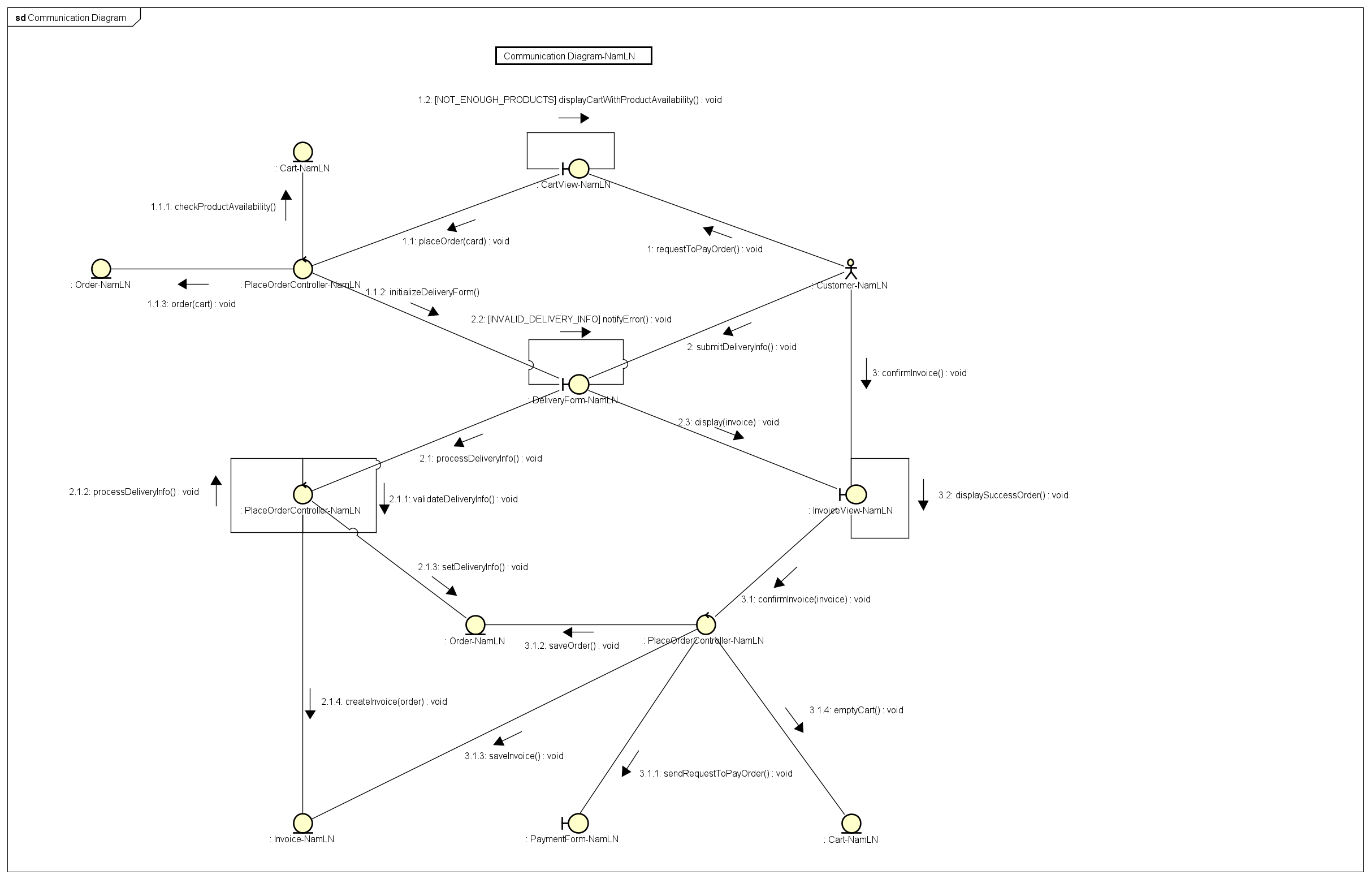 sd Communication Diagram
Communication Diagram-NamLN
1.2: [NOT_ENOUGH_PRODUCTS] displayCartWithProductAvailability() : void
: Cart-NamLN
: CartView-NamLN
1.1.1: checkProductAvailability()
1.1: placeOrder(card) : void
1: requestToPayOrder() : void
: Order-NamLN
: PlaceOrderController-NamLN
: Customer-NamLN
1.1.2: initializeDeliveryForm()
1.1.3: order(cart) : void
2.2: [INVALID_DELIVERY_INFO] notifyError() : void
2: submitDeliveryInfo() : void
3: confirmInvoice() : void
: DeliveryForm-NamLN
2.3: display(invoice) : void
2.1: processDeliveryInfo() : void
2.1.2: processDeliveryInfo() : void
2.1.1: validateDeliveryInfo() : void
3.2: displaySuccessOrder() : void
: PlaceOrderController-NamLN
: InvoiceView-NamLN
2.1.3: setDeliveryInfo() : void
3.1: confirmInvoice(invoice) : void
: Order-NamLN
3.1.2: saveOrder() : void
: PlaceOrderController-NamLN
2.1.4: createInvoice(order) : void
3.1.4: emptyCart() : void
3.1.3: saveInvoice() : void
3.1.1: sendRequestToPayOrder() : void
: Invoice-NamLN
: PaymentForm-NamLN
: Cart-NamLN